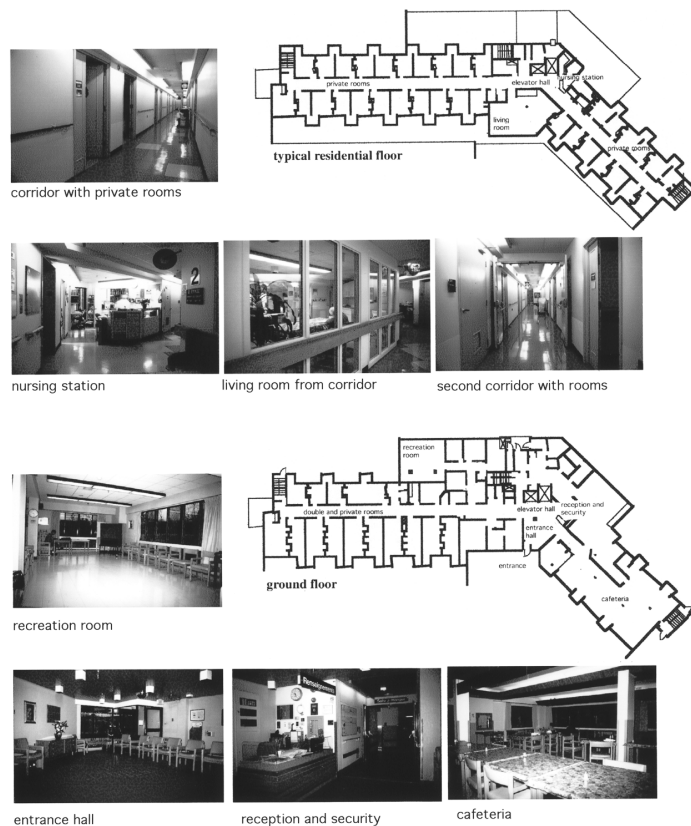 private rooms
elevator hall
nursing station
living
room
private rooms
typical residential floor
corridor with private rooms
2
nursing station
living room from corridor
second corridor with rooms
recreation
room
double and private rooms
elevator hall
reception and
security
entrance
hall
entrance
cafeteria
ground floor
recreation room
Renseignements
entrance hall
reception and security
cafeteria